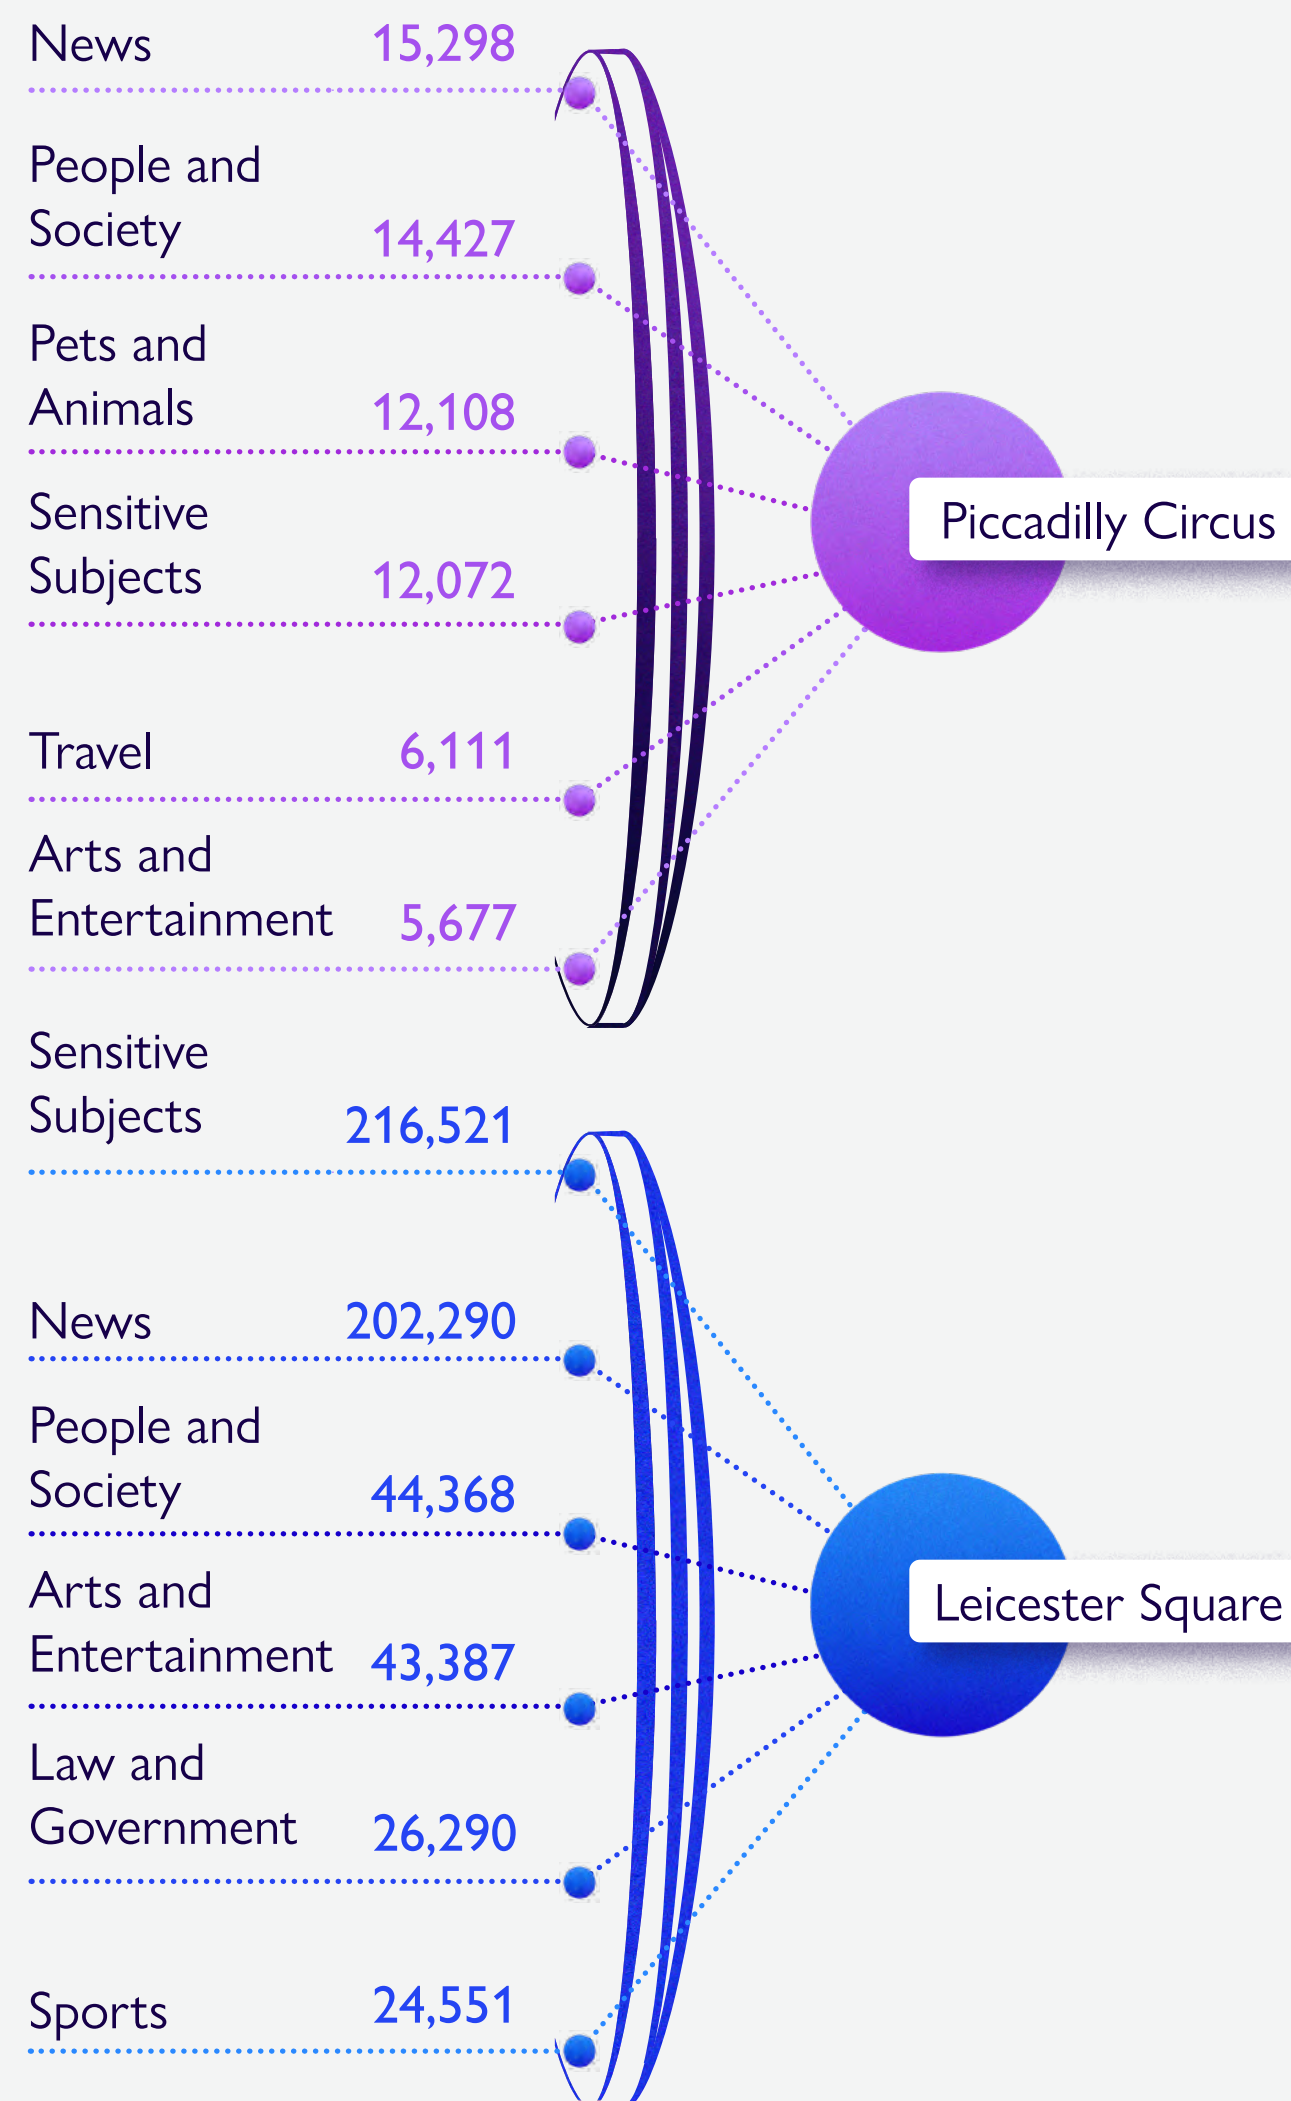 News 15,298
People and
Society 14,427
Pets and
Animals 12,108
Sensitive
Subjects 12,072
Travel 6,111
Arts and
Entertainment 5,677
Piccadilly Circus
Sensitive
Subjects 216,521
News 202,290
People and
Society 44,368
Arts and
Entertainment 43,387
Law and
Government 26,290
Sports 24,551
Leicester Square